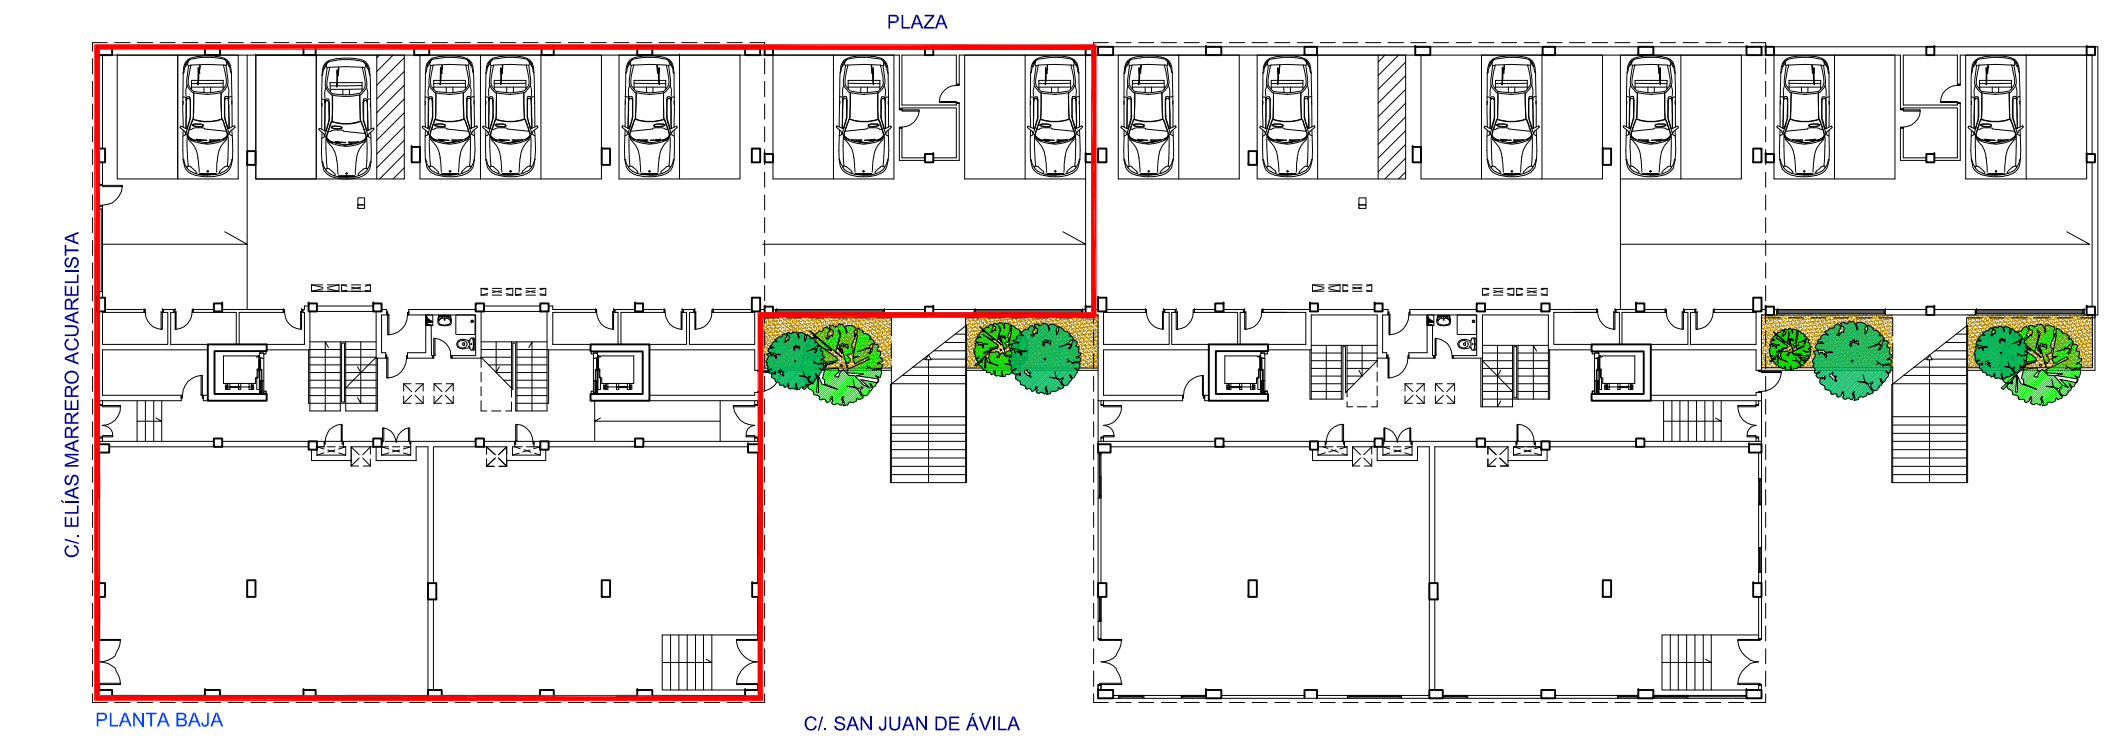 PLAZA
C/. ELÍAS MARRERO ACUARELISTA
PLANTA BAJA
C/. SAN JUAN DE ÁVILA